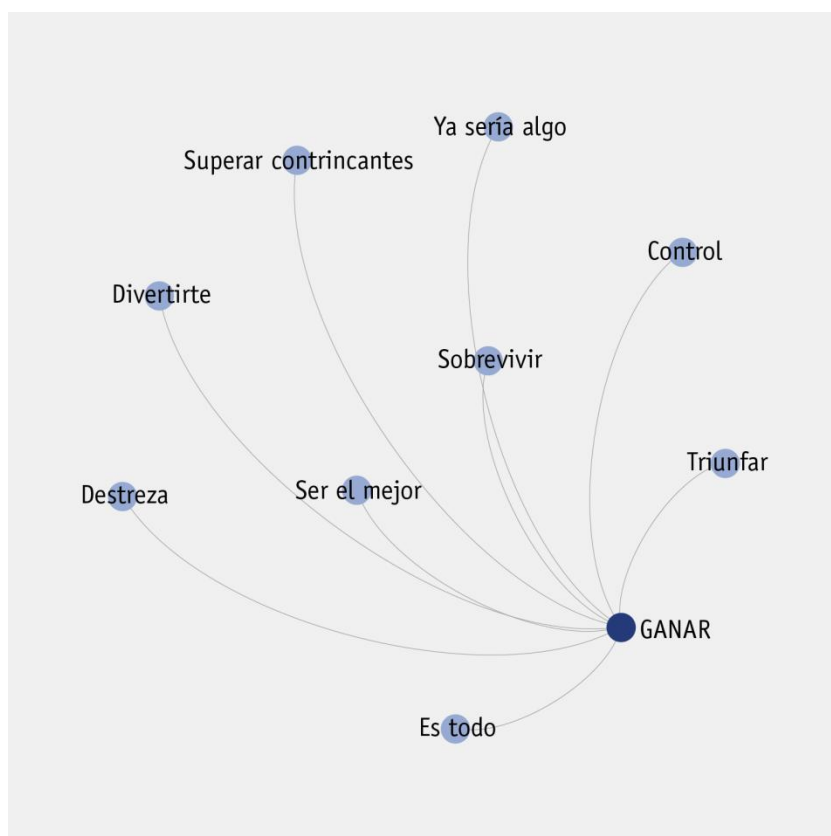 Ya sería algo
Superar contrincantes
Control
Divertirte
Sobrevivir
Triunfar
Ser el mejor
Destreza
GANAR
Es todo